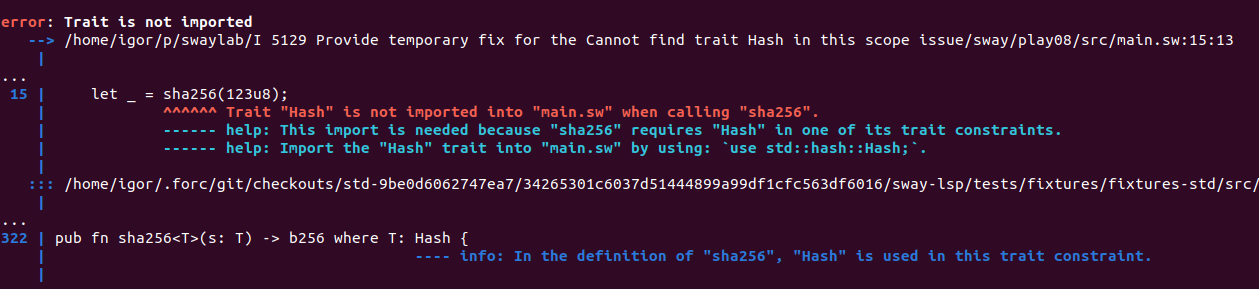 error: Trait is not imported
--> /home/igor/p/swaylab/I 5129 Provide temporary fix for the Cannot find trait Hash in this scope issue/sway/play08/src/main.sw:15:13
|
...
15 | let _ = sha256(123u8);
| ^^^^^^ Trait "Hash" is not imported into "main.sw" when calling "sha256".
| ------ help: This import is needed because "sha256" requires "Hash" in one of its trait constraints.
| ------ help: Import the "Hash" trait into "main.sw" by using: `use std::hash::Hash;`.
|
::: /home/igor/.forc/git/checkouts/std-9be0d6062747ea7/34265301c6037d51444899a99df1cfc563df6016/sway-lsp/tests/fixtures/fixtures-std/src/
|
...
322 | pub fn sha256<T>(s: T) -> b256 where T: Hash {
| ---- info: In the definition of "sha256", "Hash" is used in this trait constraint.
|